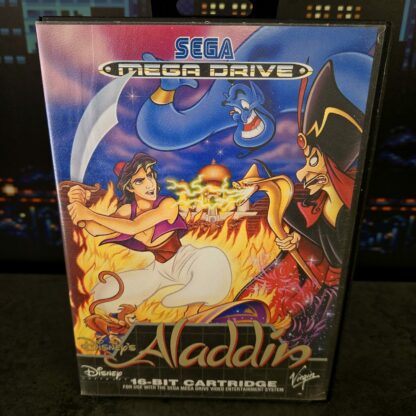 SEGA
MEGA DRIVE
DISNEY'S
Aladdin
Disney
16-BIT CARTRIDGE
FOR USE WITH THE SEGA MEGA DRIVE VIDEO ENTERTAINMENT SYSTEM
Virgin